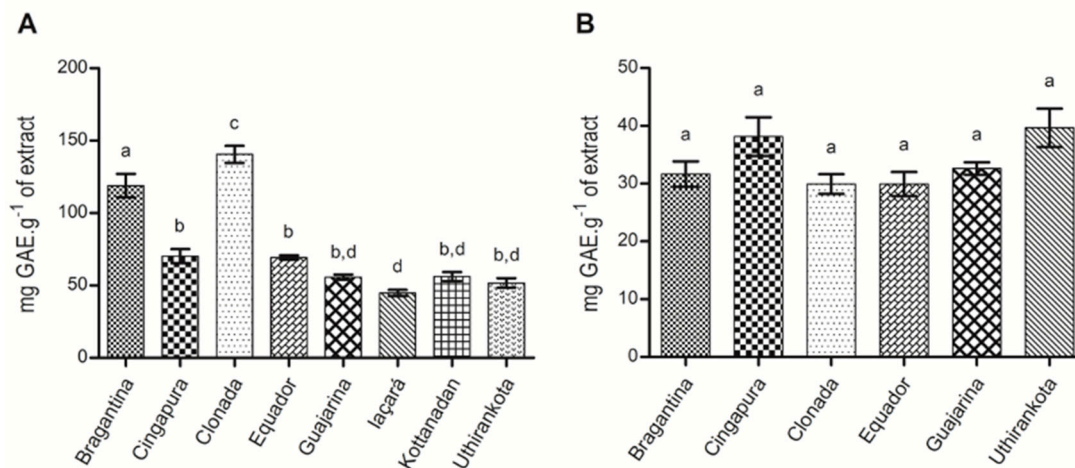 A
mg GAE.g⁻¹ of extract
200
150
100
50
0
a
b
c
b
b,d
d
b,d
b,d
Bragantina
Cingapura
Clonada
Equador
Guajarina
Iaçará
Kottanadan
Uthirankota
B
mg GAE.g⁻¹ of extract
50
40
30
20
10
0
a
a
a
a
a
a
Bragantina
Cingapura
Clonada
Equador
Guajarina
Uthirankota